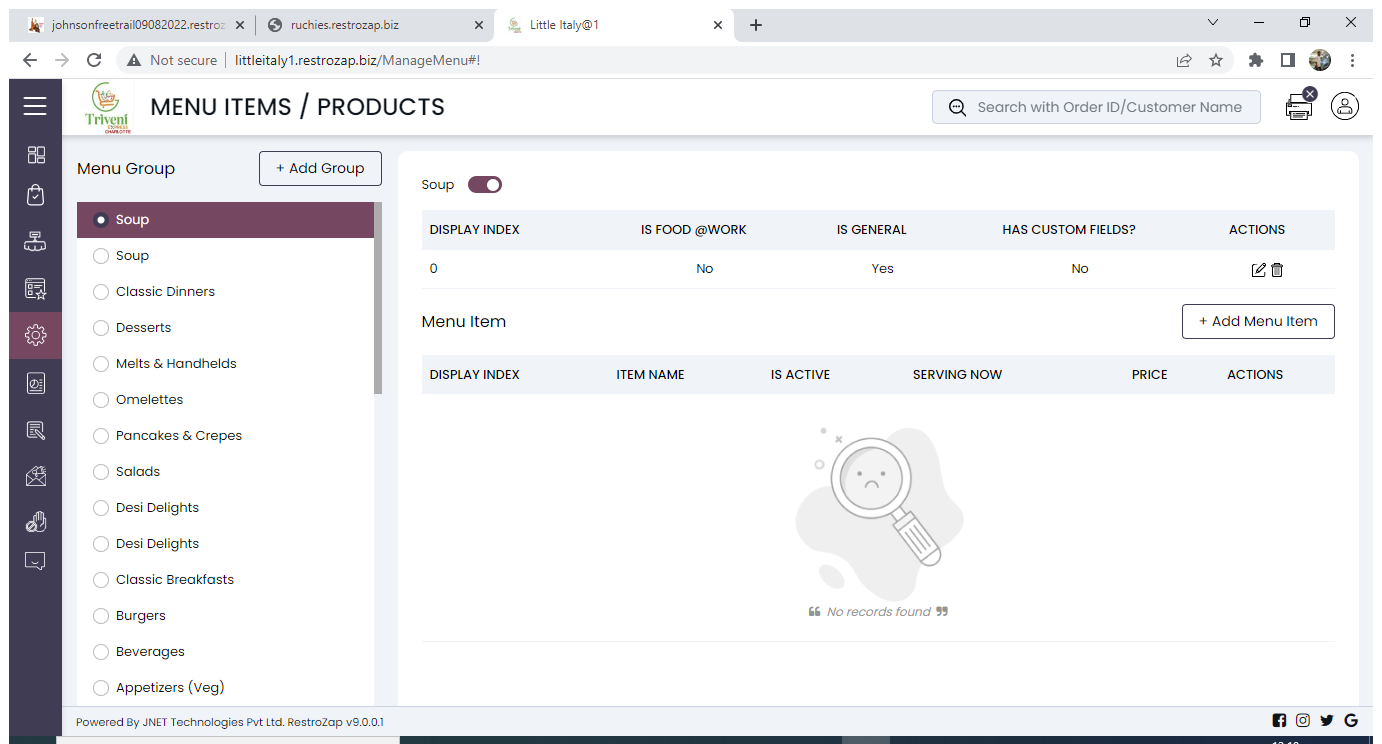 johnsonfreetrail09082022.restroz
ruchies.restrozap.biz
Little Italy@1
Not secure
littleitaly1.restrozap.biz/ManageMenu#!
Triveni
EXPRESS
CHARLOTTE
MENU ITEMS / PRODUCTS
Search with Order ID/Customer Name
Menu Group
+ Add Group
Soup
Soup
Classic Dinners
Desserts
Melts & Handhelds
Omelettes
Pancakes & Crepes
Salads
Desi Delights
Desi Delights
Classic Breakfasts
Burgers
Beverages
Appetizers (Veg)
Soup
DISPLAY INDEX IS FOOD @WORK IS GENERAL HAS CUSTOM FIELDS? ACTIONS
0 No Yes No
Menu Item
+ Add Menu Item
DISPLAY INDEX ITEM NAME IS ACTIVE SERVING NOW PRICE ACTIONS
❝ No records found ❞
Powered By JNET Technologies Pvt Ltd. RestroZap v9.0.0.1